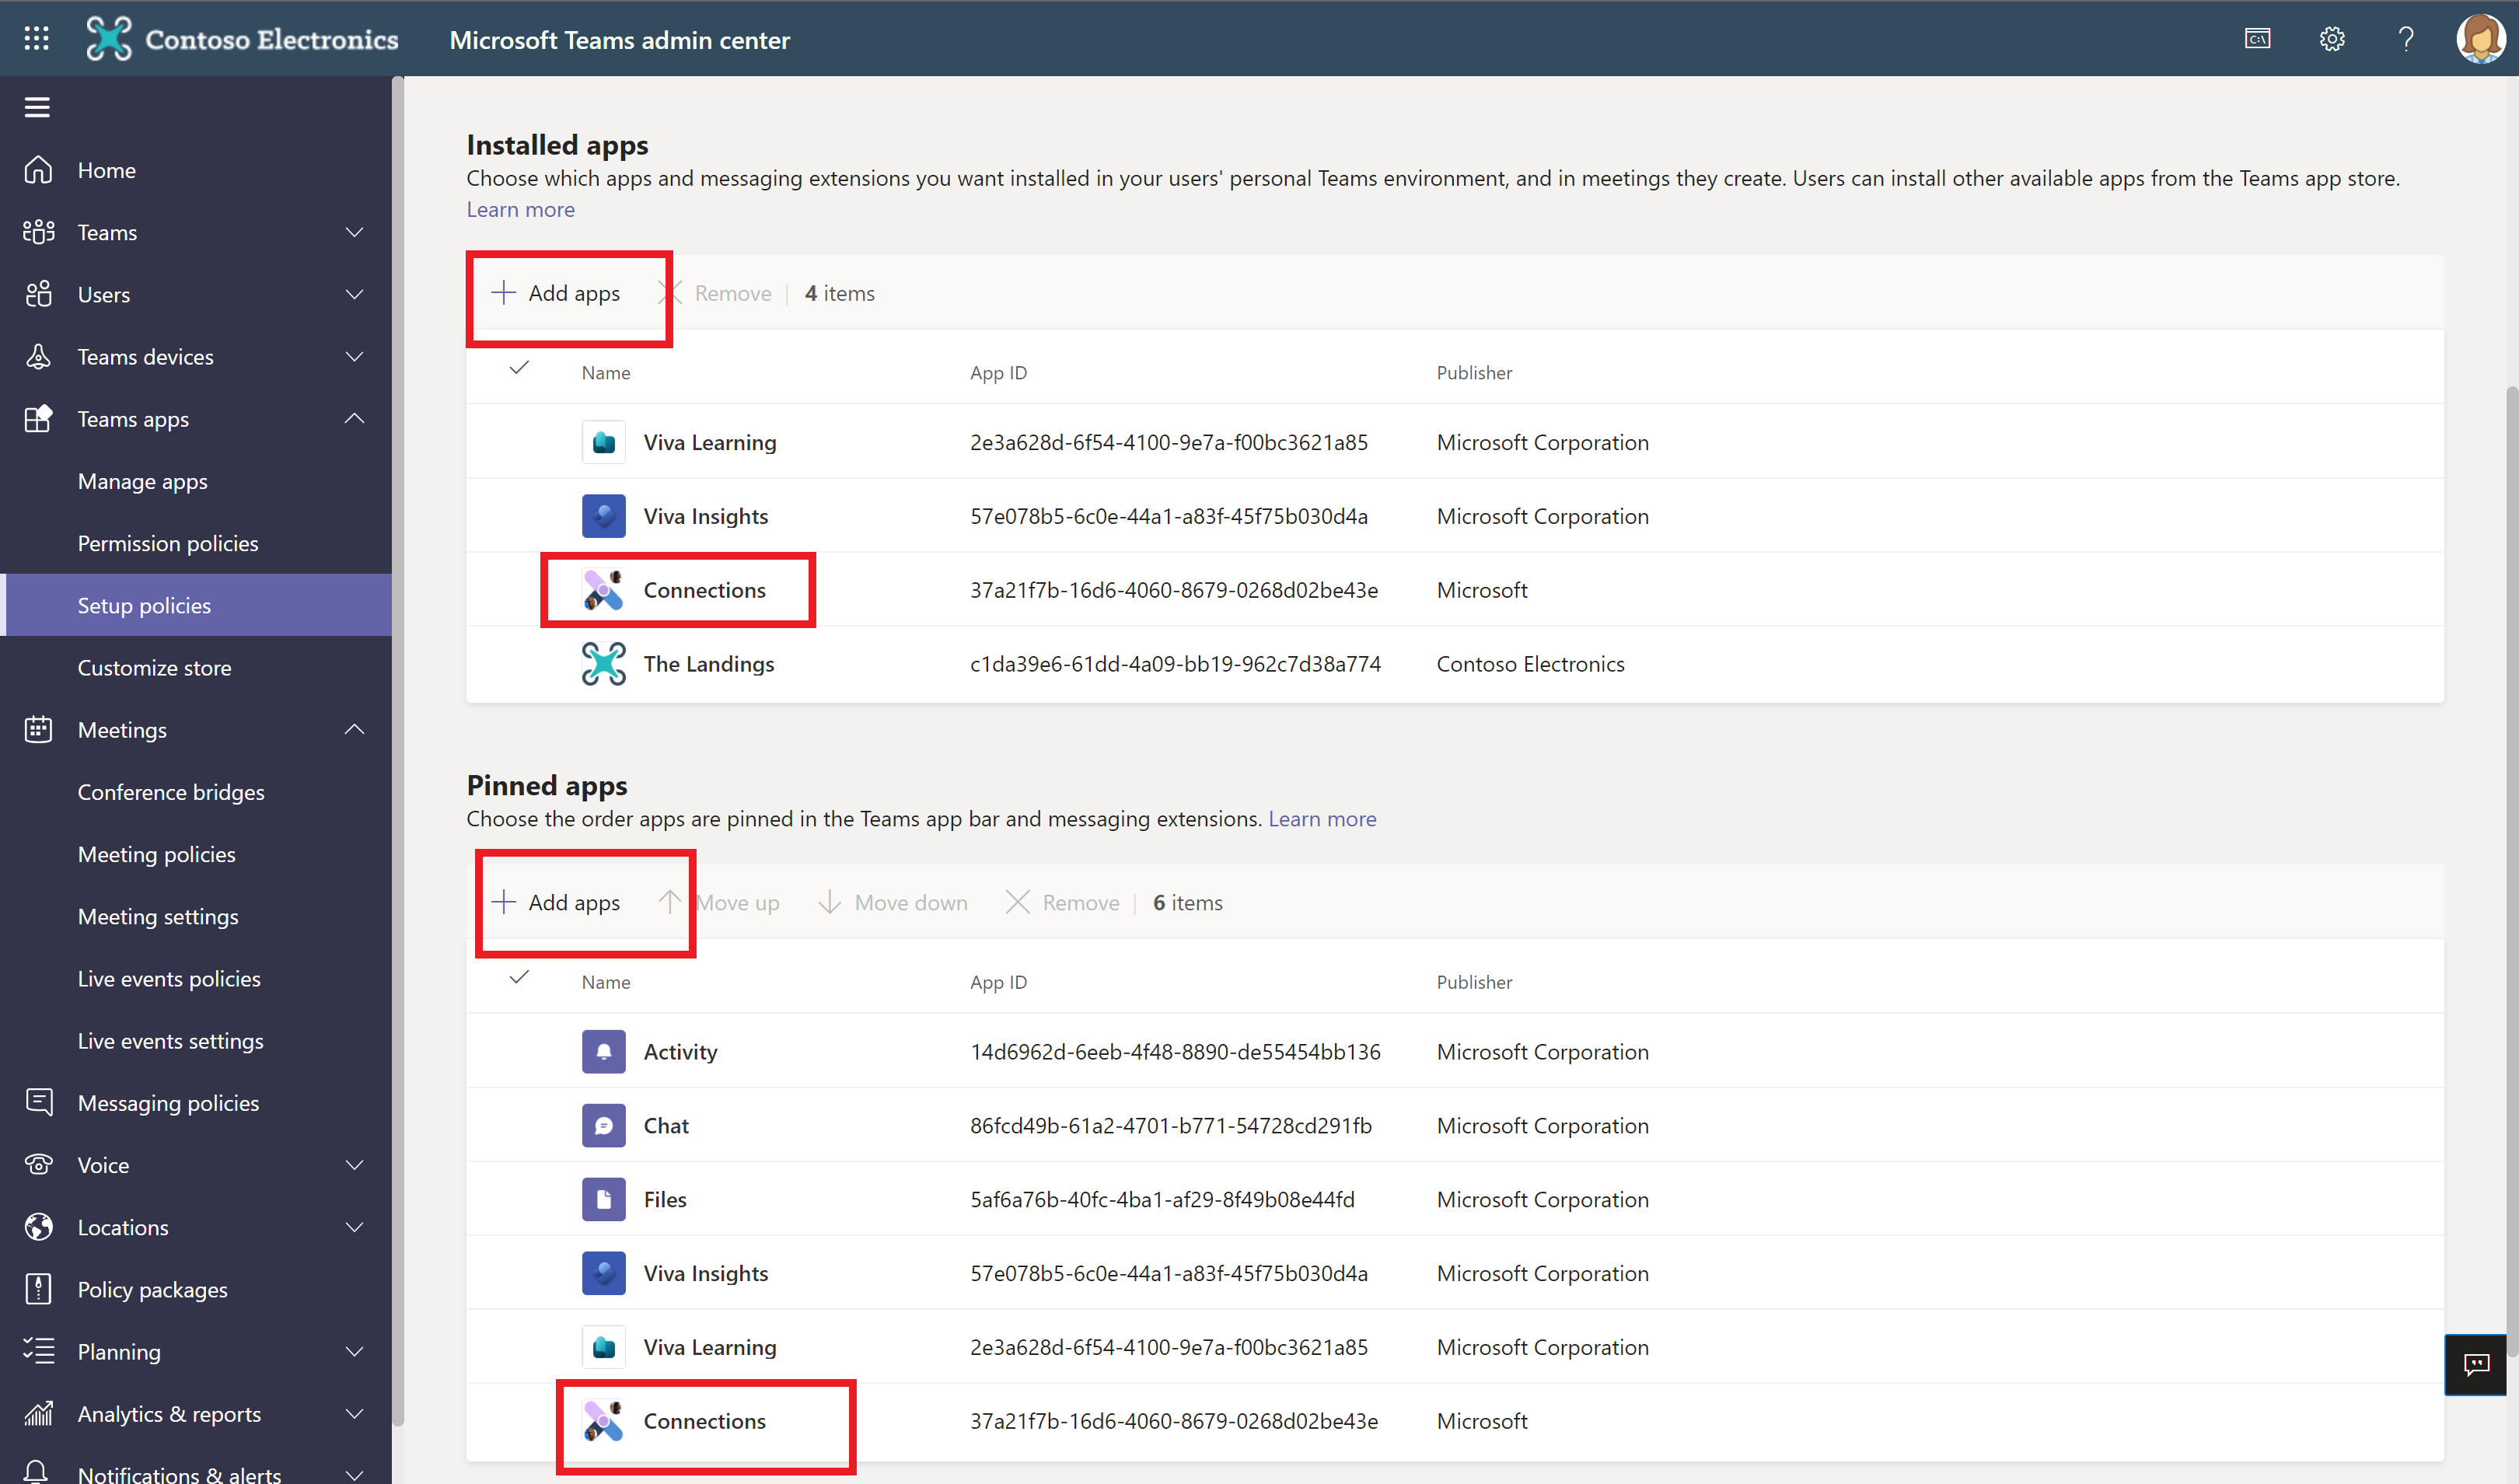 Contoso Electronics
Microsoft Teams admin center
Home
Teams
Users
Teams devices
Teams apps
Manage apps
Permission policies
Setup policies
Customize store
Meetings
Conference bridges
Meeting policies
Meeting settings
Live events policies
Live events settings
Messaging policies
Voice
Locations
Policy packages
Planning
Analytics & reports
Notifications & alerts
Installed apps
Choose which apps and messaging extensions you want installed in your users' personal Teams environment, and in meetings they create. Users can install other available apps from the Teams app store.
Learn more
Add apps Remove 4 items
Name App ID Publisher
Viva Learning 2e3a628d-6f54-4100-9e7a-f00bc3621a85 Microsoft Corporation
Viva Insights 57e078b5-6c0e-44a1-a83f-45f75b030d4a Microsoft Corporation
Connections 37a21f7b-16d6-4060-8679-0268d02be43e Microsoft
The Landings c1da39e6-61dd-4a09-bb19-962c7d38a774 Contoso Electronics
Pinned apps
Choose the order apps are pinned in the Teams app bar and messaging extensions. Learn more
Add apps Move up Move down Remove 6 items
Name App ID Publisher
Activity 14d6962d-6eeb-4f48-8890-de55454bb136 Microsoft Corporation
Chat 86fcd49b-61a2-4701-b771-54728cd291fb Microsoft Corporation
Files 5af6a76b-40fc-4ba1-af29-8f49b08e44fd Microsoft Corporation
Viva Insights 57e078b5-6c0e-44a1-a83f-45f75b030d4a Microsoft Corporation
Viva Learning 2e3a628d-6f54-4100-9e7a-f00bc3621a85 Microsoft Corporation
Connections 37a21f7b-16d6-4060-8679-0268d02be43e Microsoft